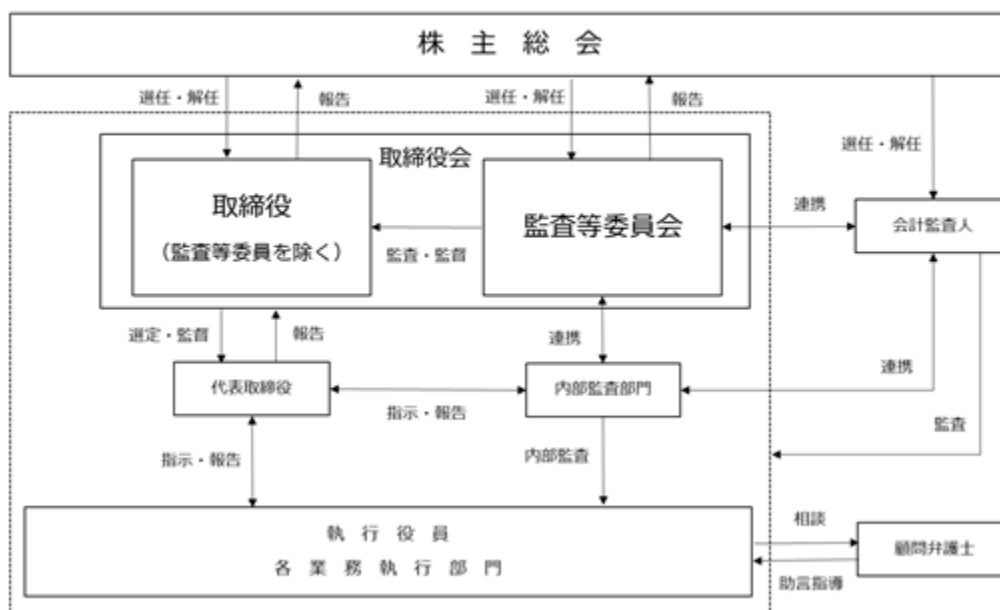 株主総会
選任・解任
報告
選任・解任
報告
選任・解任
取締役会
取締役
（監査等委員を除く）
監査・監督
監査等委員会
連携
会計監査人
選定・監督
報告
連携
連携
代表取締役
指示・報告
内部監査部門
監査
指示・報告
内部監査
執行役員
各業務執行部門
相談
助言指導
顧問弁護士